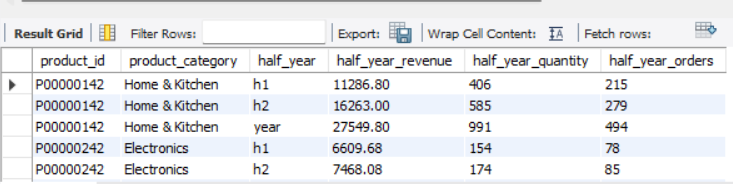 Result Grid Filter Rows: Export: Wrap Cell Content: IA Fetch rows:
product_id product_category half_year half_year_revenue half_year_quantity half_year_orders
P00000142 Home & Kitchen h1 11286.80 406 215
P00000142 Home & Kitchen h2 16263.00 585 279
P00000142 Home & Kitchen year 27549.80 991 494
P00000242 Electronics h1 6609.68 154 78
P00000242 Electronics h2 7468.08 174 85